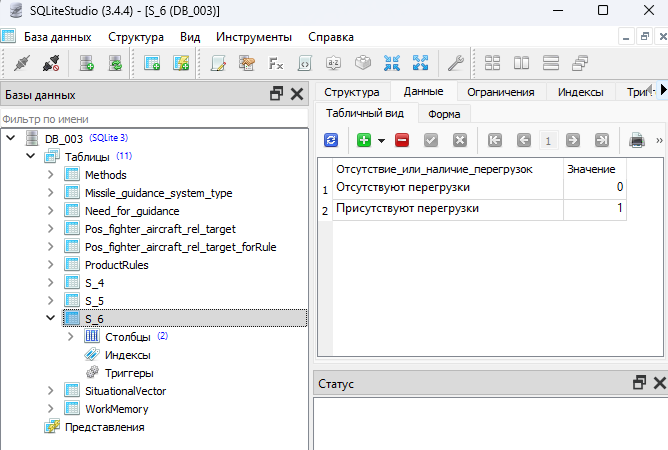 SQLiteStudio (3.4.4) - [S_6 (DB_003)]
База данных Структура Вид Инструменты Справка
Базы данных
Фильтр по имени
DB_003 (SQLite 3)
Таблицы (11)
Methods
Missile_guidance_system_type
Need_for_guidance
Pos_fighter_aircraft_rel_target
Pos_fighter_aircraft_rel_target_forRule
ProductRules
S_4
S_5
S_6
Столбцы (2)
Индексы
Триггеры
SituationalVector
WorkMemory
Представления
Структура Данные Ограничения Индексы
Табличный вид Форма
1
Отсутствие_или_наличие_перегрузок Значение
1 Отсутствуют перегрузки 0
2 Присутствуют перегрузки 1
Статус